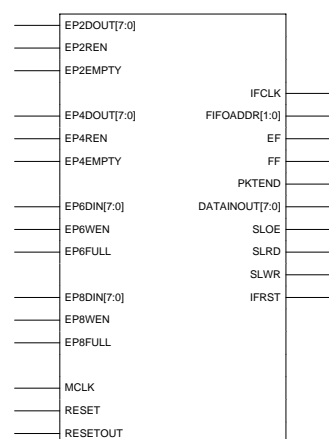 EP2DOUT[7:0]
EP2REN
EP2EMPTY
EP4DOUT[7:0]
EP4REN
EP4EMPTY
EP6DIN[7:0]
EP6WEN
EP6FULL
EP8DIN[7:0]
EP8WEN
EP8FULL
MCLK
RESET
RESETOUT
IFCLK
FIFOADDR[1:0]
EF
FF
PKTEND
DATAINOUT[7:0]
SLOE
SLRD
SLWR
IFRST